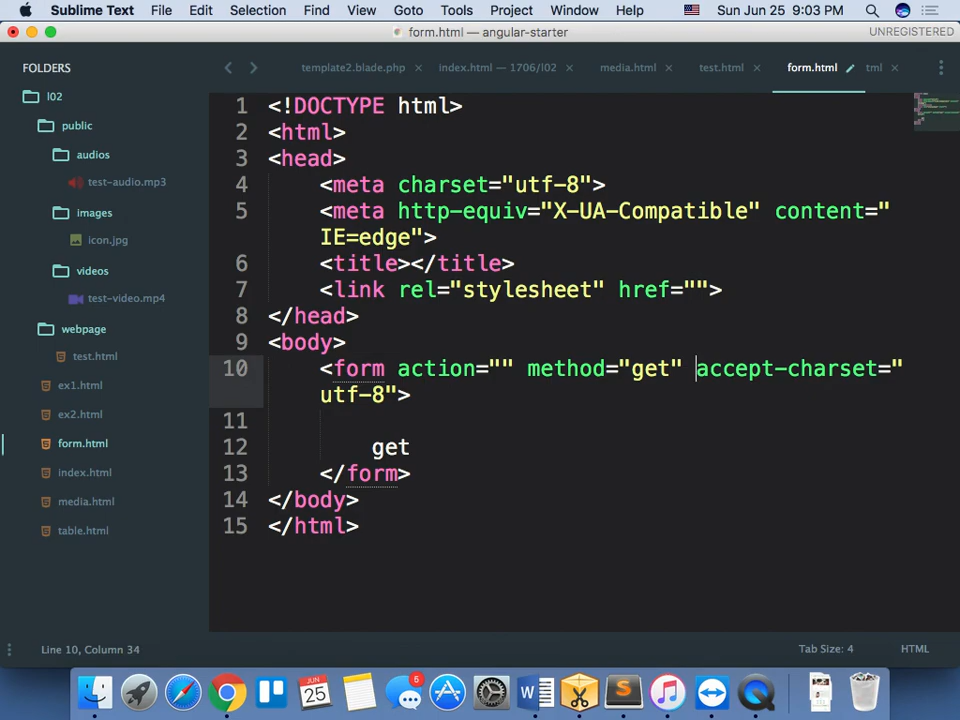 Sublime Text File Edit Selection Find View Goto Tools Project Window Help Sun Jun 25 9:03 PM
form.html — angular-starter UNREGISTERED
FOLDERS
l02
public
audios
test-audio.mp3
images
icon.jpg
videos
test-video.mp4
webpage
test.html
ex1.html
ex2.html
form.html
index.html
media.html
table.html
template2.blade.php × index.html — 1706/l02 × media.html × test.html × form.html tml ×
1 <!DOCTYPE html>
2 <html>
3 <head>
4 <meta charset="utf-8">
5 <meta http-equiv="X-UA-Compatible" content="
IE=edge">
6 <title></title>
7 <link rel="stylesheet" href="">
8 </head>
9 <body>
10 <form action="" method="get" accept-charset="
utf-8">
11
12 get
13 </form>
14 </body>
15 </html>
Line 10, Column 34 Tab Size: 4 HTML
JUN
25
6